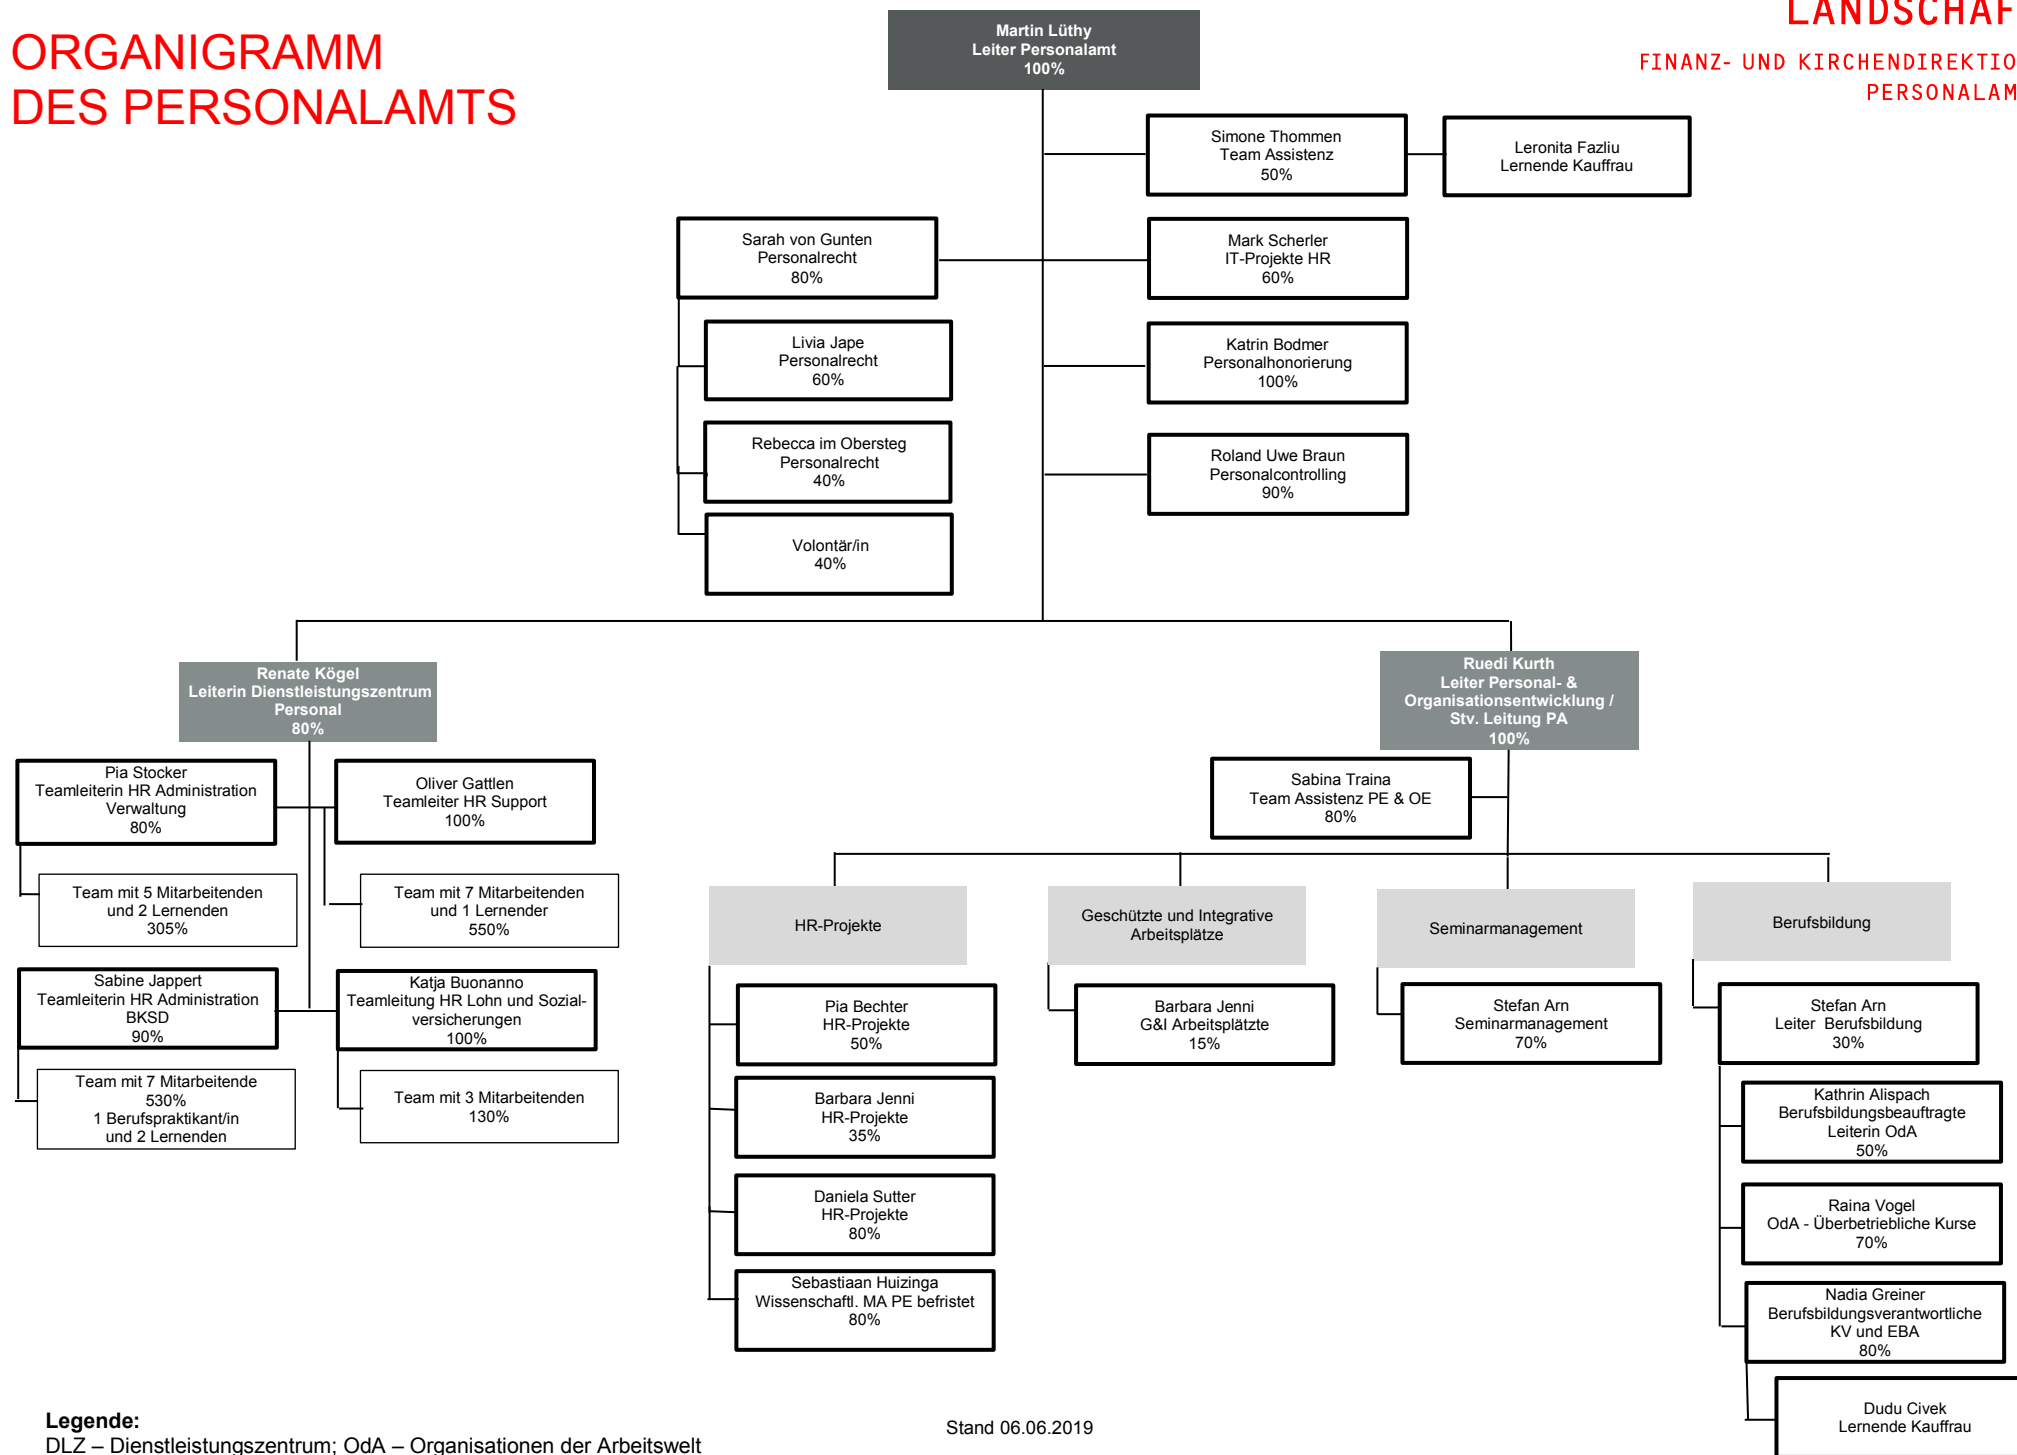 ORGANIGRAMM
DES PERSONALAMTS
LANDSCHAF
FINANZ- UND KIRCHENDIREKTIO
PERSONALAM
Martin Lüthy
Leiter Personalamt
100%
Simone Thommen
Team Assistenz
50%
Leronita Fazliu
Lernende Kauffrau
Sarah von Gunten
Personalrecht
80%
Mark Scherler
IT-Projekte HR
60%
Livia Jape
Personalrecht
60%
Katrin Bodmer
Personalhonorierung
100%
Rebecca im Obersteg
Personalrecht
40%
Roland Uwe Braun
Personalcontrolling
90%
Volontär/in
40%
Renate Kögel
Leiterin Dienstleistungszentrum
Personal
80%
Ruedi Kurth
Leiter Personal- &
Organisationsentwicklung /
Stv. Leitung PA
100%
Pia Stocker
Teamleiterin HR Administration
Verwaltung
80%
Oliver Gattlen
Teamleiter HR Support
100%
Sabina Traina
Team Assistenz PE & OE
80%
Team mit 5 Mitarbeitenden
und 2 Lernenden
305%
Team mit 7 Mitarbeitenden
und 1 Lernender
550%
Sabine Jappert
Teamleiterin HR Administration
BKSD
90%
Katja Buonanno
Teamleitung HR Lohn und Sozial-
versicherungen
100%
Team mit 7 Mitarbeitende
530%
1 Berufspraktikant/in
und 2 Lernenden
Team mit 3 Mitarbeitenden
130%
HR-Projekte
Geschützte und Integrative
Arbeitsplätze
Seminarmanagement
Berufsbildung
Pia Bechter
HR-Projekte
50%
Barbara Jenni
G&I Arbeitsplätzte
15%
Stefan Arn
Seminarmanagement
70%
Stefan Arn
Leiter Berufsbildung
30%
Barbara Jenni
HR-Projekte
35%
Kathrin Alispach
Berufsbildungsbeauftragte
Leiterin OdA
50%
Daniela Sutter
HR-Projekte
80%
Raina Vogel
OdA - Überbetriebliche Kurse
70%
Sebastiaan Huizinga
Wissenschaftl. MA PE befristet
80%
Nadia Greiner
Berufsbildungsverantwortliche
KV und EBA
80%
Dudu Civek
Lernende Kauffrau
Legende:
DLZ – Dienstleistungszentrum; OdA – Organisationen der Arbeitswelt
Stand 06.06.2019